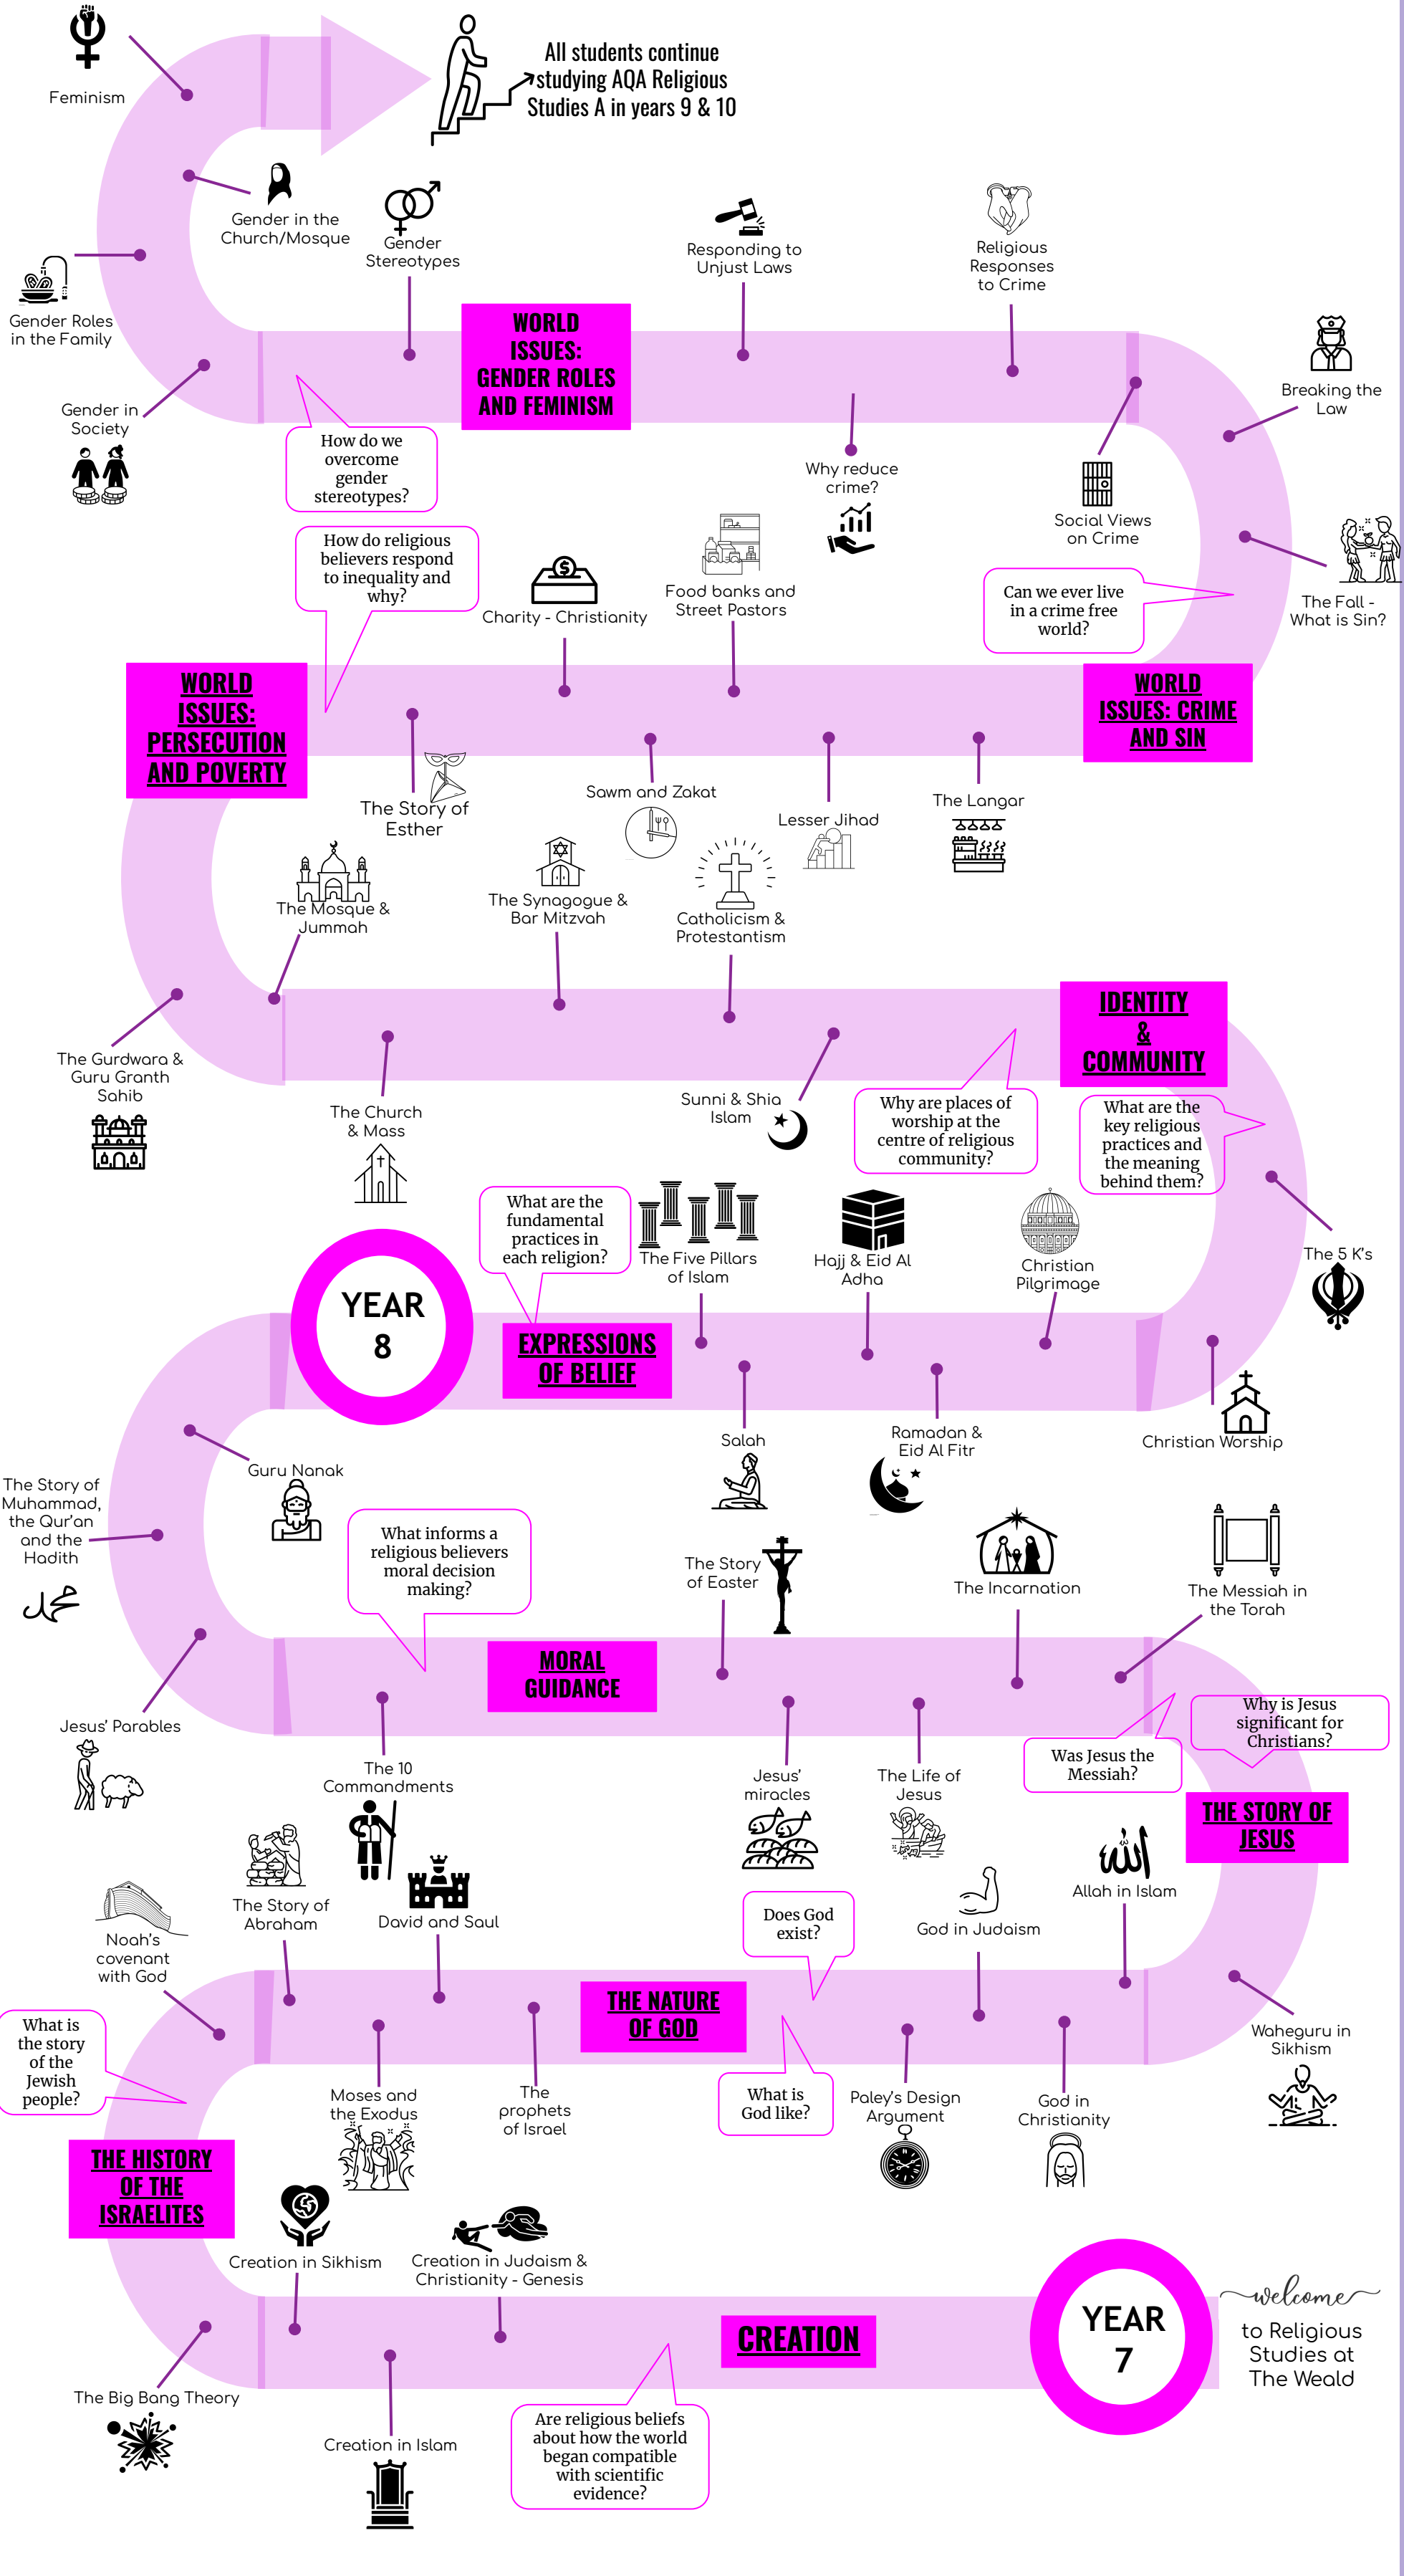 All students continue
studying AQA Religious
Studies A in years 9 & 10
Feminism
Gender in the
Church/Mosque
Gender
Stereotypes
Responding to
Unjust Laws
Religious
Responses
to Crime
Gender Roles
in the Family
WORLD
ISSUES:
GENDER ROLES
AND FEMINISM
Breaking the
Law
Gender in
Society
How do we
overcome
gender
stereotypes?
Why reduce
crime?
Social Views
on Crime
How do religious
believers respond
to inequality and
why?
Charity - Christianity
Food banks and
Street Pastors
Can we ever live
in a crime free
world?
The Fall -
What is Sin?
WORLD
ISSUES:
PERSECUTION
AND POVERTY
WORLD
ISSUES: CRIME
AND SIN
The Story of
Esther
Sawm and Zakat
Lesser Jihad
The Langar
The Mosque &
Jummah
The Synagogue &
Bar Mitzvah
Catholicism &
Protestantism
IDENTITY
&
COMMUNITY
The Gurdwara &
Guru Granth
Sahib
The Church
& Mass
Sunni & Shia
Islam
Why are places of
worship at the
centre of religious
community?
What are the
key religious
practices and
the meaning
behind them?
What are the
fundamental
practices in
each religion?
The Five Pillars
of Islam
Hajj & Eid Al
Adha
Christian
Pilgrimage
The 5 K's
YEAR
8
EXPRESSIONS
OF BELIEF
Salah
Ramadan &
Eid Al Fitr
Christian Worship
Guru Nanak
The Story of
Muhammad,
the Qur'an
and the
Hadith
محمد
What informs a
religious believers
moral decision
making?
The Story
of Easter
The Incarnation
The Messiah in
the Torah
MORAL
GUIDANCE
Jesus' Parables
The 10
Commandments
Jesus'
miracles
The Life of
Jesus
Was Jesus the
Messiah?
Why is Jesus
significant for
Christians?
THE STORY OF
JESUS
Noah's
covenant
with God
The Story of
Abraham
David and Saul
Does God
exist?
God in Judaism
الله
Allah in Islam
What is
the story
of the
Jewish
people?
THE NATURE
OF GOD
Moses and
the Exodus
The
prophets
of Israel
What is
God like?
Paley's Design
Argument
God in
Christianity
Waheguru in
Sikhism
THE HISTORY
OF THE
ISRAELITES
Creation in Sikhism
Creation in Judaism &
Christianity - Genesis
CREATION
YEAR
7
welcome
to Religious
Studies at
The Weald
The Big Bang Theory
Creation in Islam
Are religious beliefs
about how the world
began compatible
with scientific
evidence?